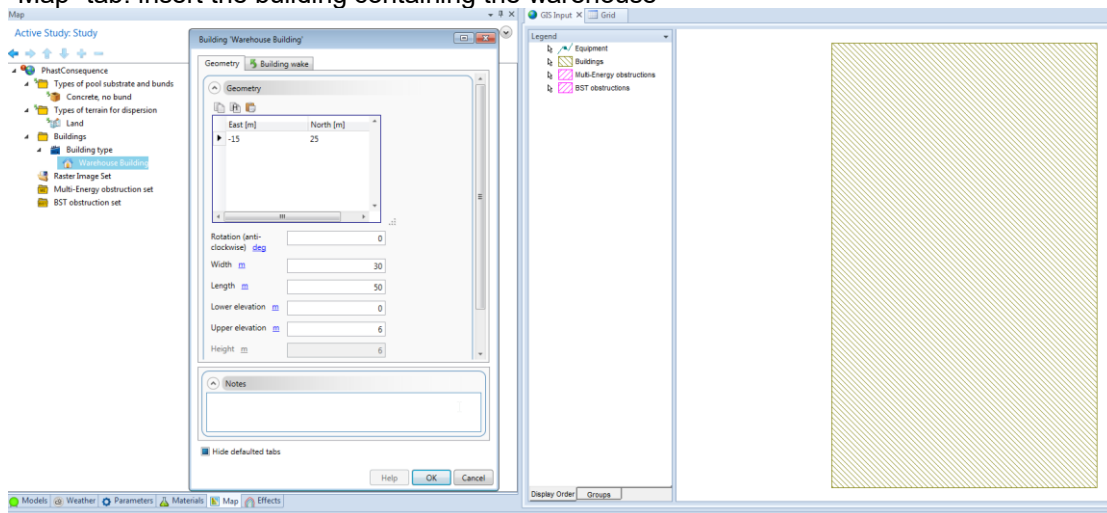 "Map" tab: Insert the building containing the warehouse
Map
Active Study: Study
PhastConsequence
Types of pool substrate and bunds
Concrete, no bund
Types of terrain for dispersion
Land
Buildings
Building type
Warehouse Building
Raster Image Set
Multi-Energy obstruction set
BST obstruction set
Models Weather Parameters Materials Map Effects
Building 'Warehouse Building'
Geometry Building wake
Geometry
East [m] North [m]
-15 25
Rotation (anti-
clockwise) deg 0
Width m 30
Length m 50
Lower elevation m 0
Upper elevation m 6
Height m 6
Notes
Hide defaulted tabs
Help OK Cancel
GIS Input Grid
Legend
Equipment
Buildings
Multi-Energy obstructions
BST obstructions
Display Order Groups